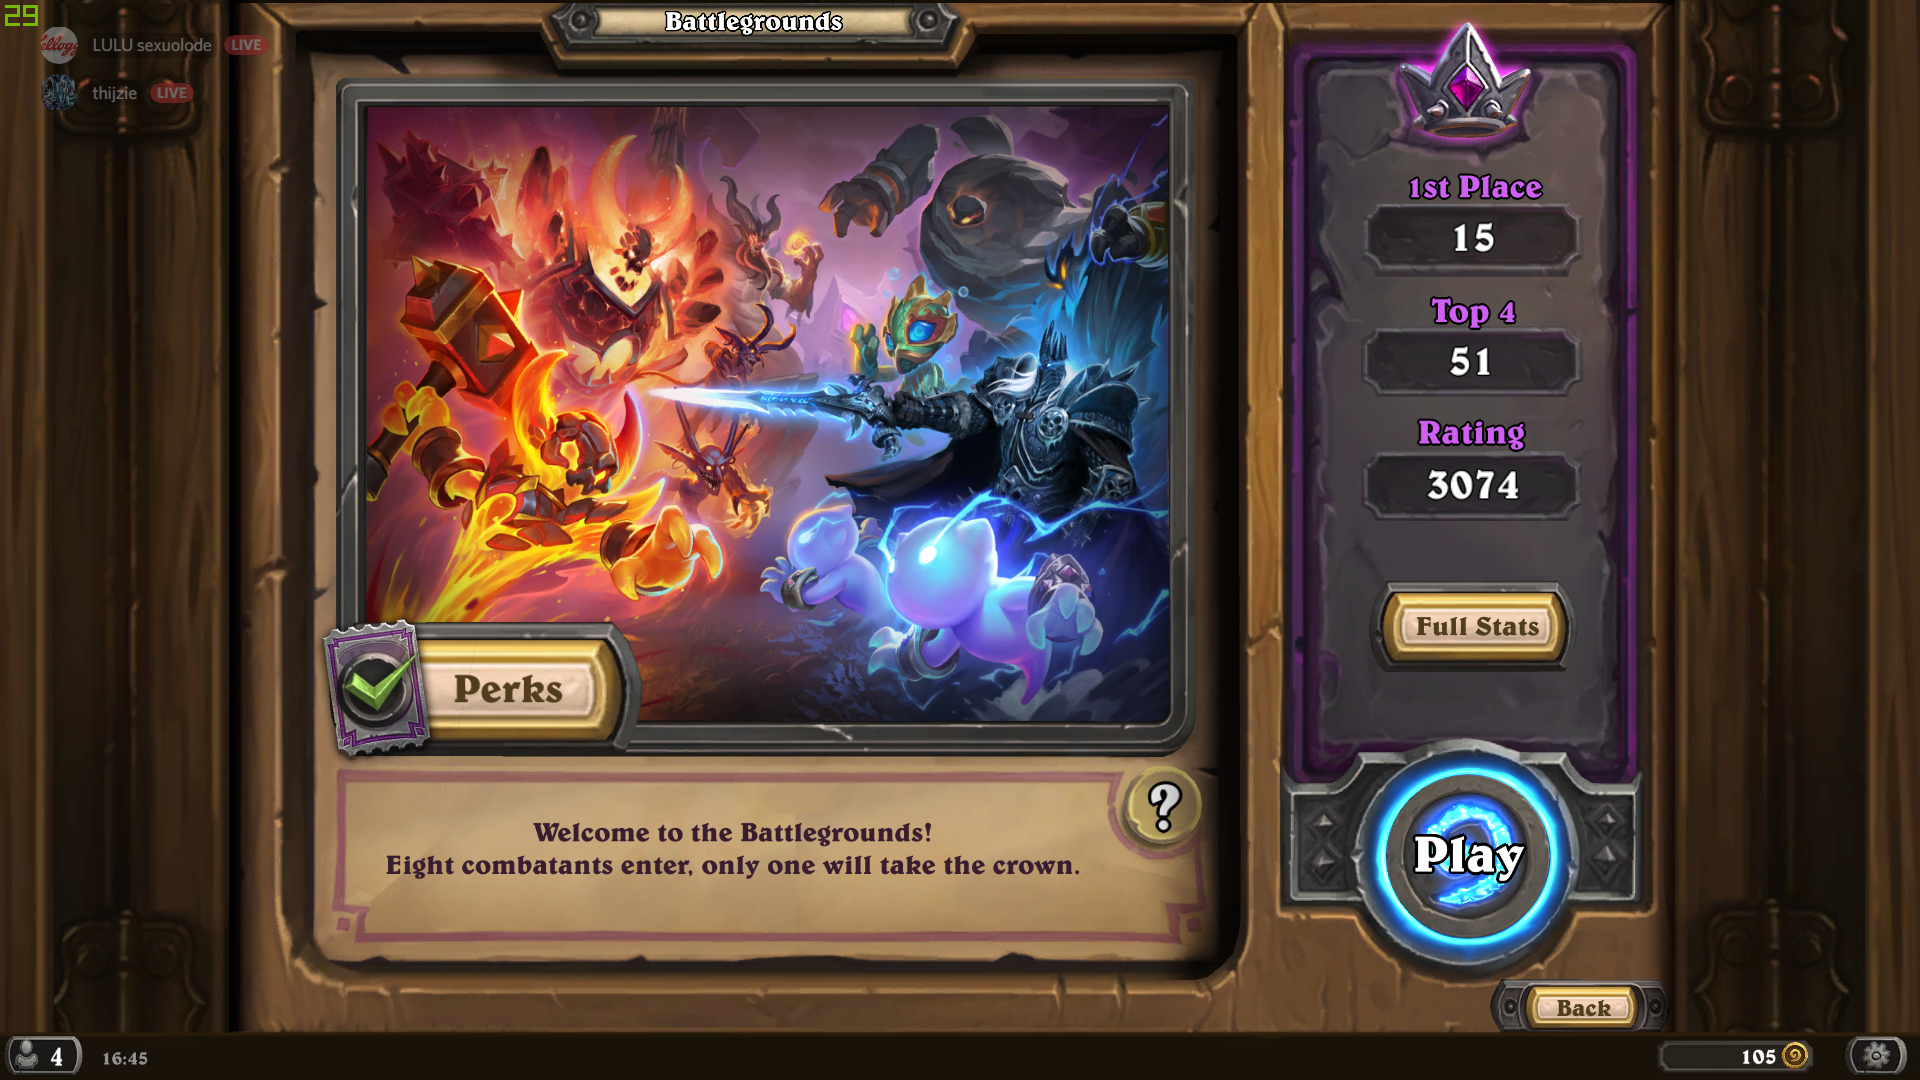 29
Battlegrounds
LULU sexuolode LIVE
thijzie LIVE
1st Place
15
Top 4
51
Rating
3074
Full Stats
Perks
?
Welcome to the Battlegrounds!
Eight combatants enter, only one will take the crown.
Play
Back
4
16:45
105